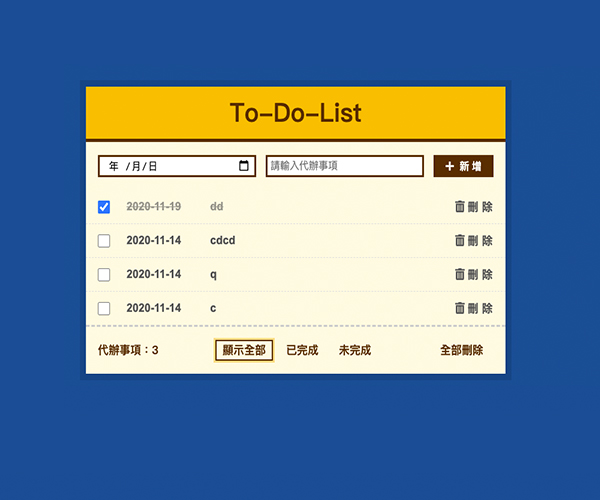 To-Do-List
年 /月/日 請輸入代辦事項 + 新增
2020-11-19 dd 刪 除
2020-11-14 cdcd 刪 除
2020-11-14 q 刪 除
2020-11-14 c 刪 除
代辦事項：3 顯示全部 已完成 未完成 全部刪除